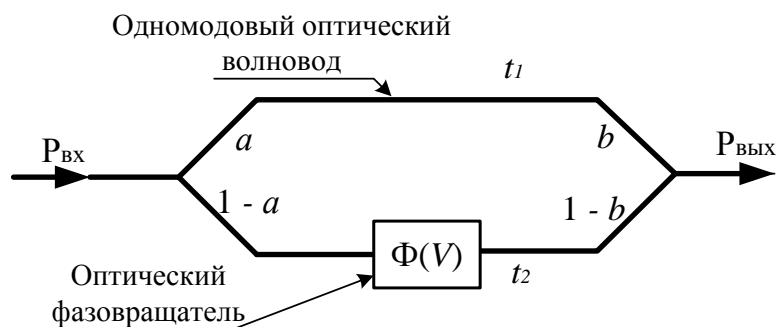 Одномодовый оптический
волновод
t1
Pвх
a
b
Pвых
1 - a
1 - b
Φ(V)
t2
Оптический
фазовращатель